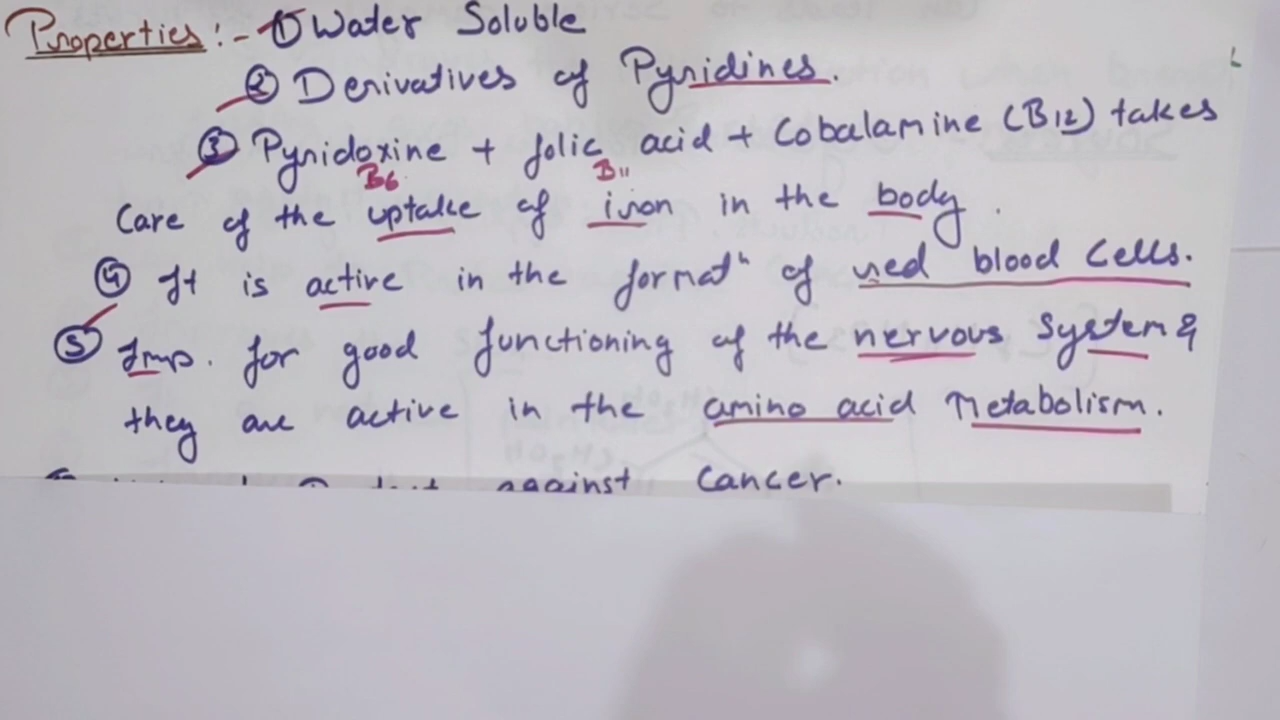 Properties :- ① Water Soluble
② Derivatives of Pyridines.
③ Pyridoxine + folic acid + Cobalamine (B12) takes
B6 B11
Care of the uptake of iron in the body.
④ It is active in the formatⁿ of red blood Cells.
⑤ Imp. for good functioning of the nervous System &
they are active in the amino acid Metabolism.
against Cancer.